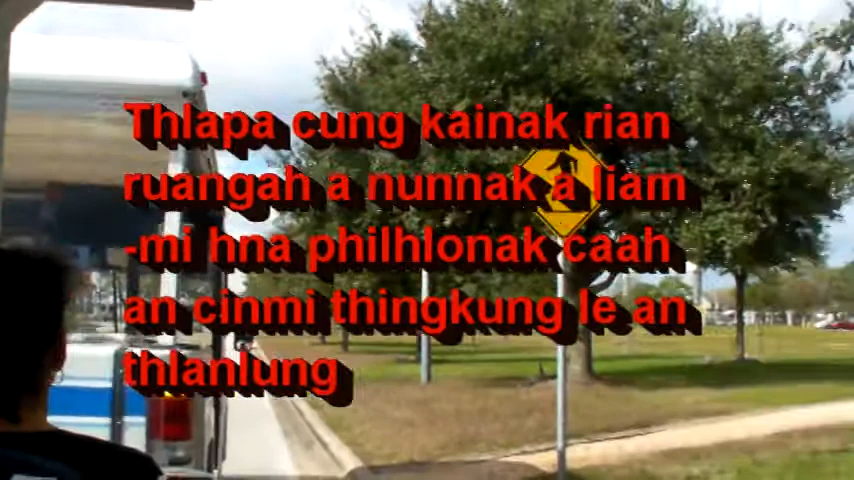 Thlapa cung kainak rian
ruangah a nunnak a liam
-mi hna philhlonak caah
an cinmi thingkung le an
thlanlung